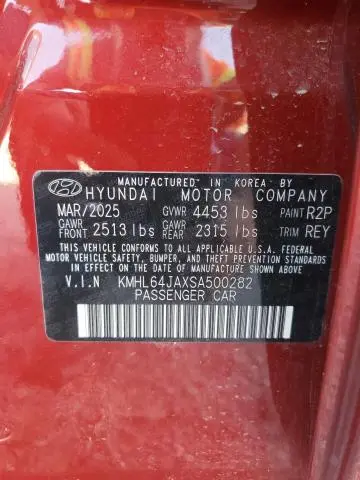 MANUFACTURED IN KOREA BY
HYUNDAI MOTOR COMPANY
MAR/2025 GVWR 4453 lbs PAINT R2P
GAWR FRONT 2513 lbs GAWR REAR 2315 lbs TRIM REY
THIS VEHICLE CONFORMS TO ALL APPLICABLE U.S. FEDERAL
MOTOR VEHICLE SAFETY, BUMPER, AND THEFT PREVENTION
STANDARDS IN EFFECT ON THE DATE OF MANUFACTURE SHOWN ABOVE.
V.I.N KMHL64JAXSA500282
PASSENGER CAR